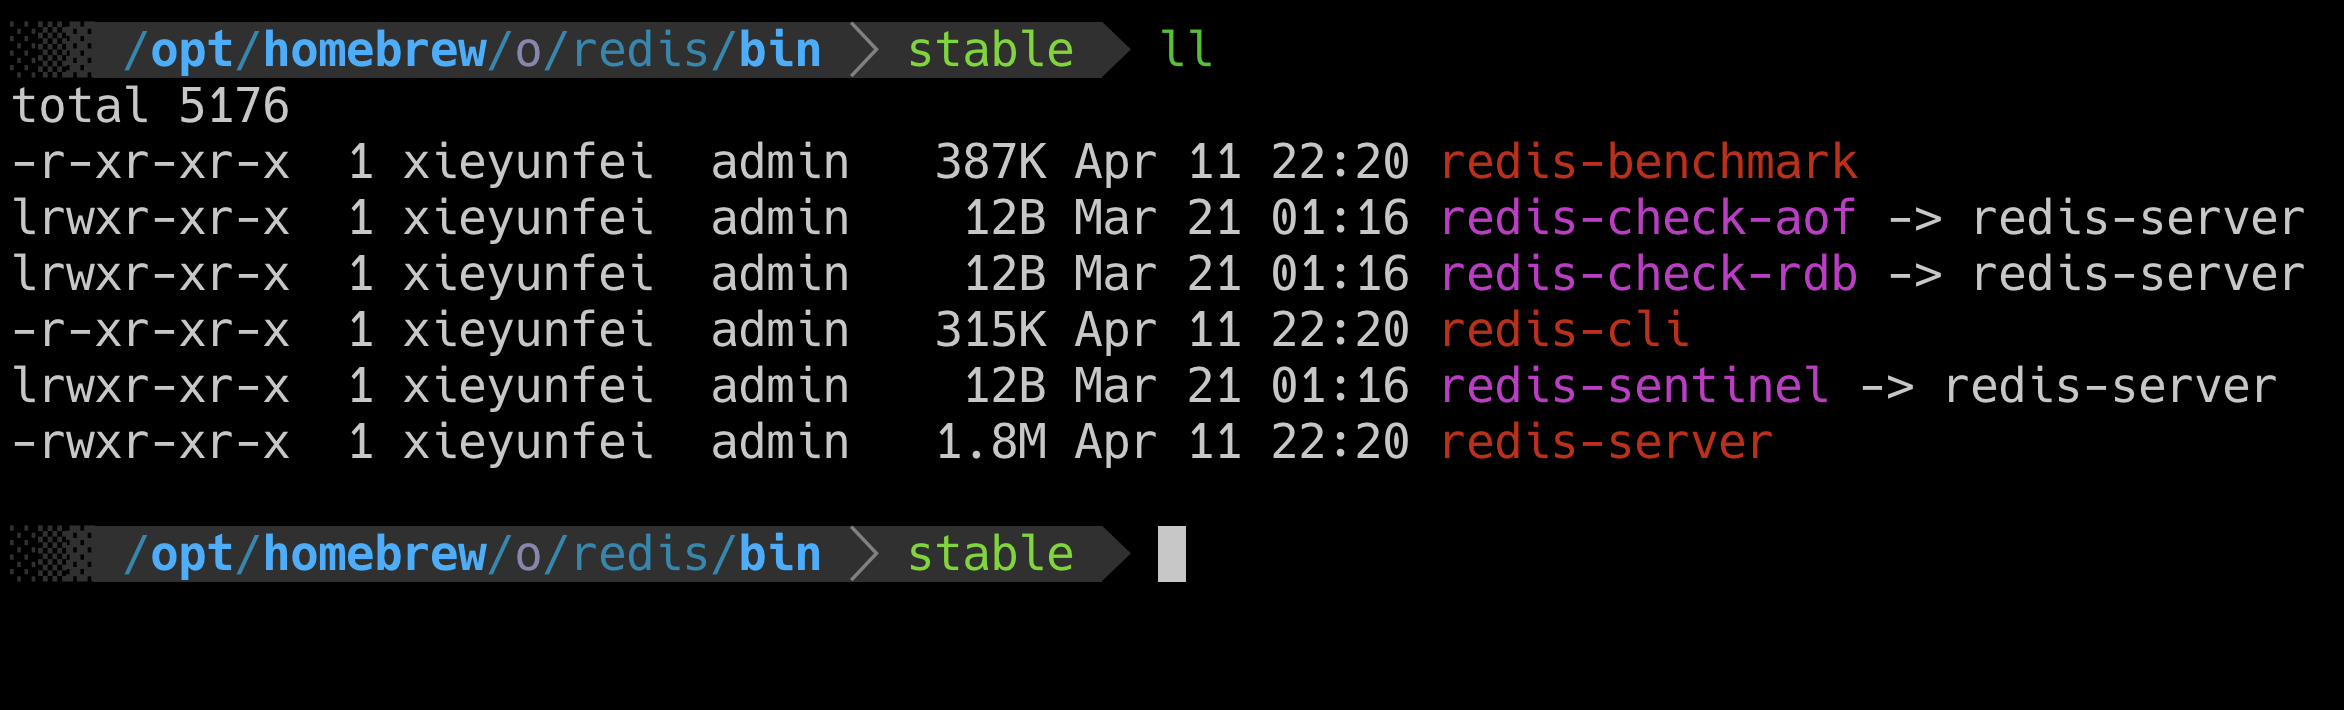 /opt/homebrew/o/redis/bin stable ll
total 5176
-r-xr-xr-x  1 xieyunfei  admin   387K Apr 11 22:20 redis-benchmark
lrwxr-xr-x  1 xieyunfei  admin    12B Mar 21 01:16 redis-check-aof -> redis-server
lrwxr-xr-x  1 xieyunfei  admin    12B Mar 21 01:16 redis-check-rdb -> redis-server
-r-xr-xr-x  1 xieyunfei  admin   315K Apr 11 22:20 redis-cli
lrwxr-xr-x  1 xieyunfei  admin    12B Mar 21 01:16 redis-sentinel -> redis-server
-rwxr-xr-x  1 xieyunfei  admin   1.8M Apr 11 22:20 redis-server
/opt/homebrew/o/redis/bin stable